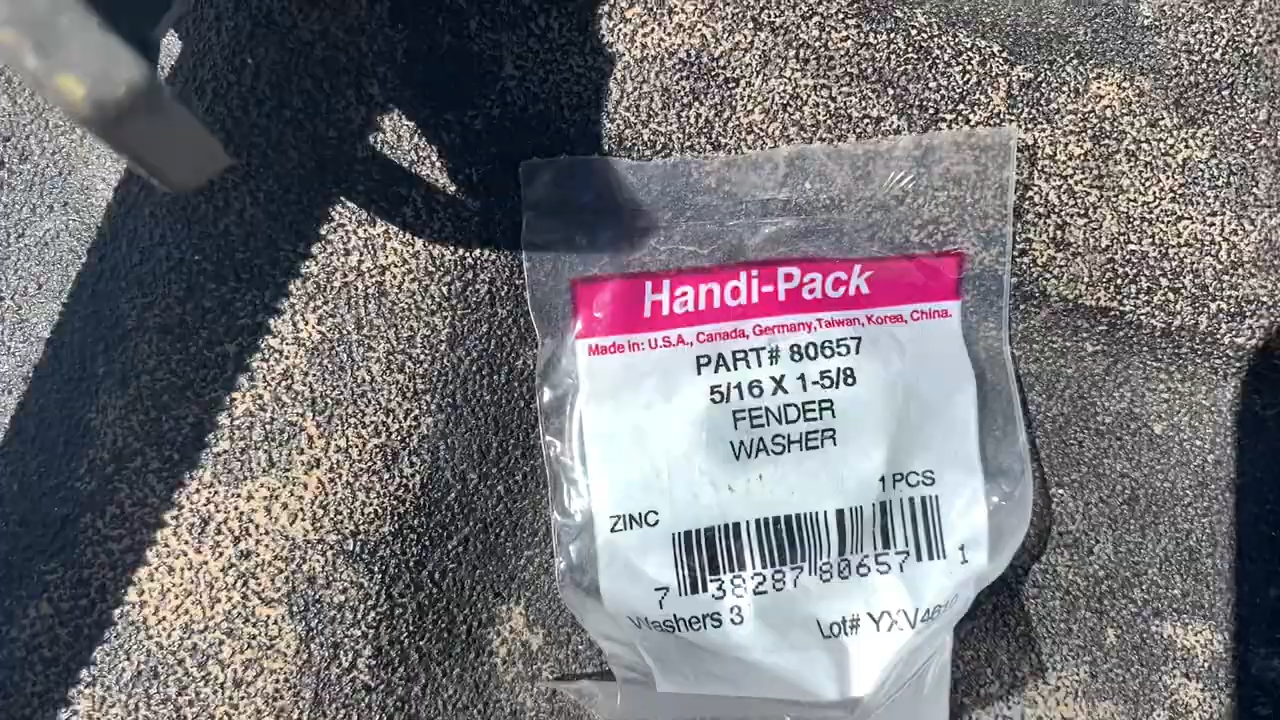 Handi-Pack
Made in: U.S.A., Canada, Germany, Taiwan, Korea, China.
PART# 80657
5/16 X 1-5/8
FENDER
WASHER
1 PCS
ZINC
7 38287 80657 1
Washers 3
Lot#